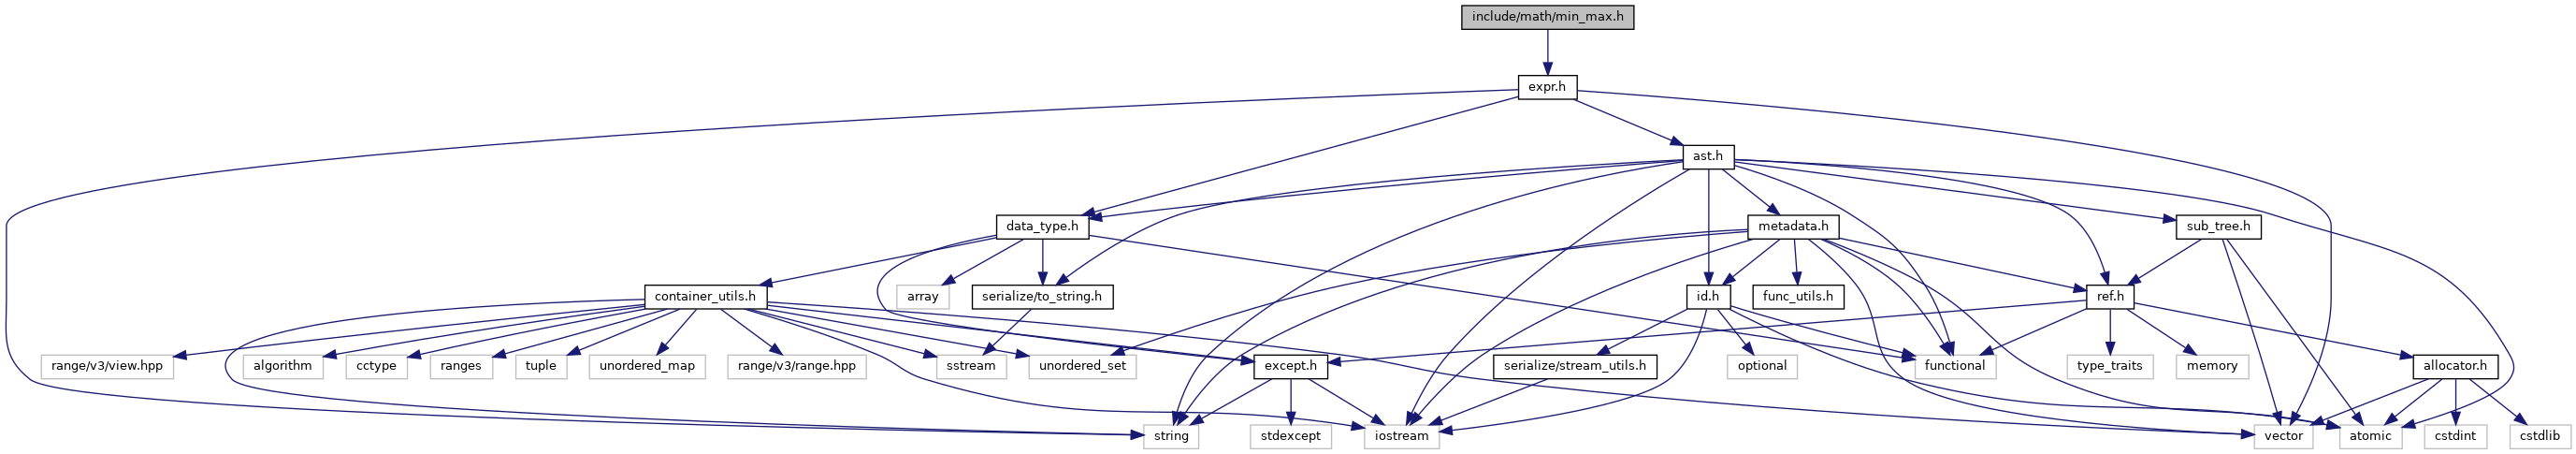 include/math/min_max.h
expr.h
ast.h
data_type.h
metadata.h
sub_tree.h
container_utils.h
array
serialize/to_string.h
id.h
func_utils.h
ref.h
range/v3/view.hpp
algorithm
cctype
ranges
tuple
unordered_map
range/v3/range.hpp
sstream
unordered_set
except.h
serialize/stream_utils.h
optional
functional
type_traits
memory
allocator.h
string
stdexcept
iostream
vector
atomic
cstdint
cstdlib